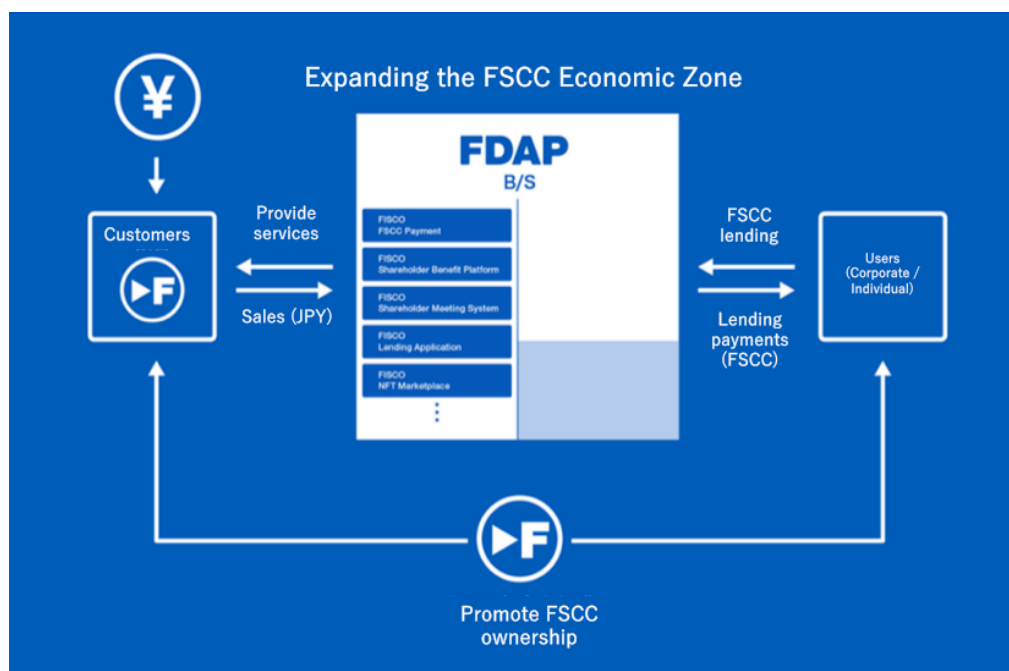 Expanding the FSCC Economic Zone
¥
FDAP
B/S
Customers
F
Provide
services
Sales (JPY)
FISCO
FSCC Payment
FISCO
Shareholder Benefit Platform
FISCO
Shareholder Meeting System
FISCO
Lending Application
FISCO
NFT Marketplace
FSCC
lending
Lending
payments
(FSCC)
Users
(Corporate /
Individual)
F
Promote FSCC
ownership